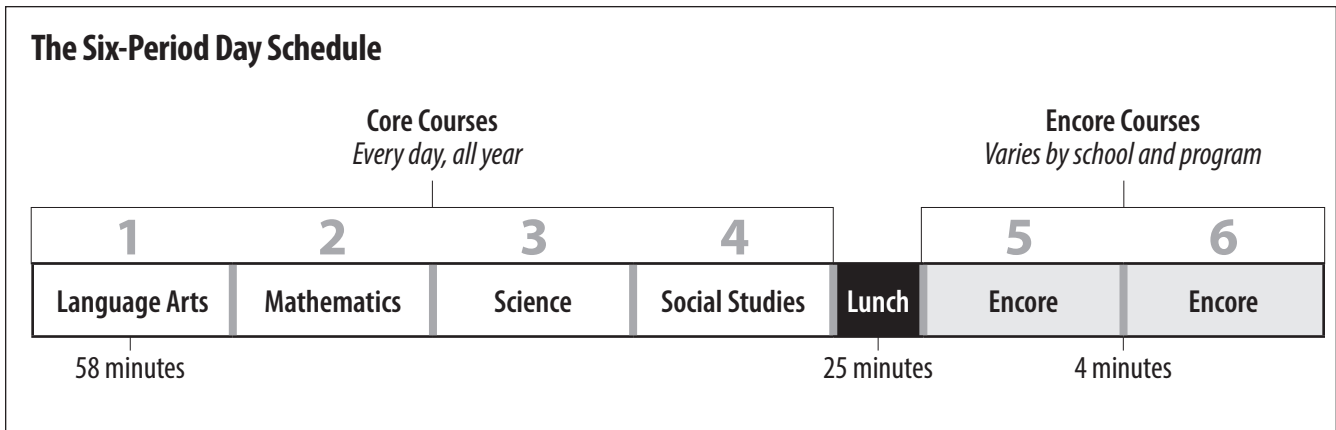 The Six-Period Day Schedule
Core Courses
Every day, all year
Encore Courses
Varies by school and program
1 2 3 4 5 6
Language Arts Mathematics Science Social Studies Lunch Encore Encore
58 minutes 25 minutes 4 minutes